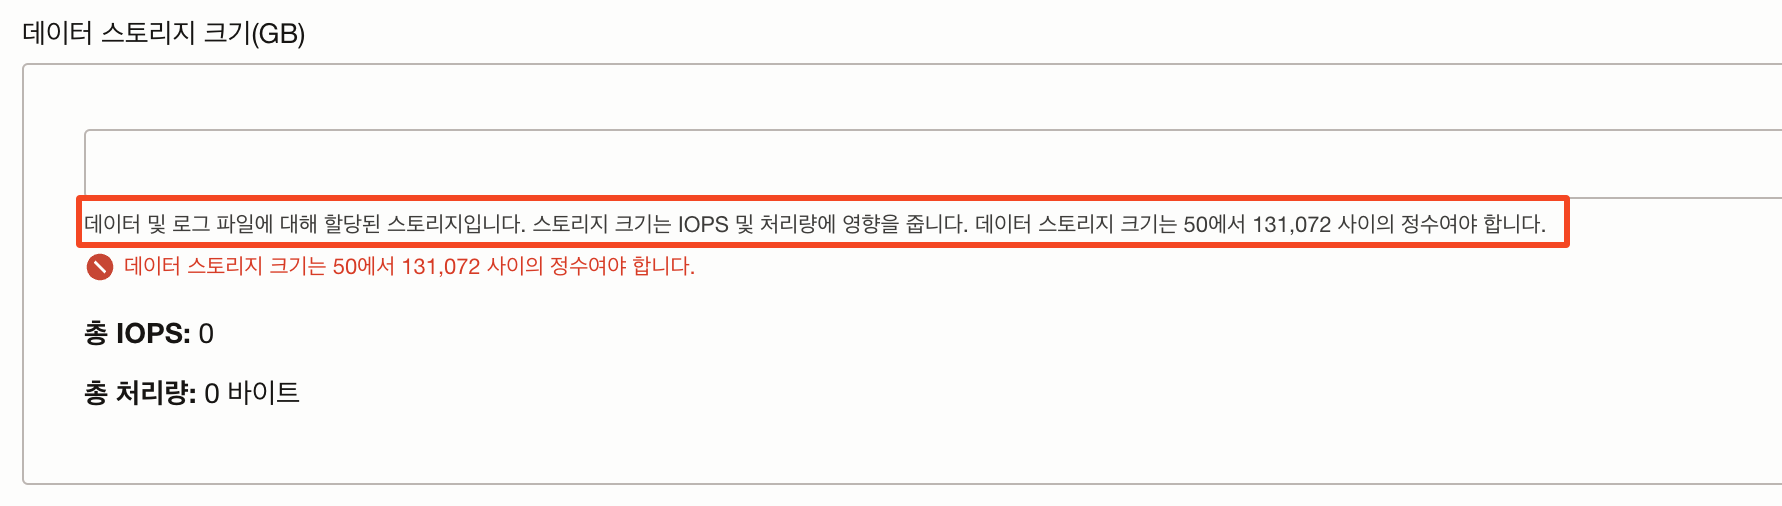 데이터 스토리지 크기(GB)
데이터 및 로그 파일에 대해 할당된 스토리지입니다. 스토리지 크기는 IOPS 및 처리량에 영향을 줍니다. 데이터 스토리지 크기는 50에서 131,072 사이의 정수여야 합니다.
데이터 스토리지 크기는 50에서 131,072 사이의 정수여야 합니다.
총 IOPS: 0
총 처리량: 0 바이트